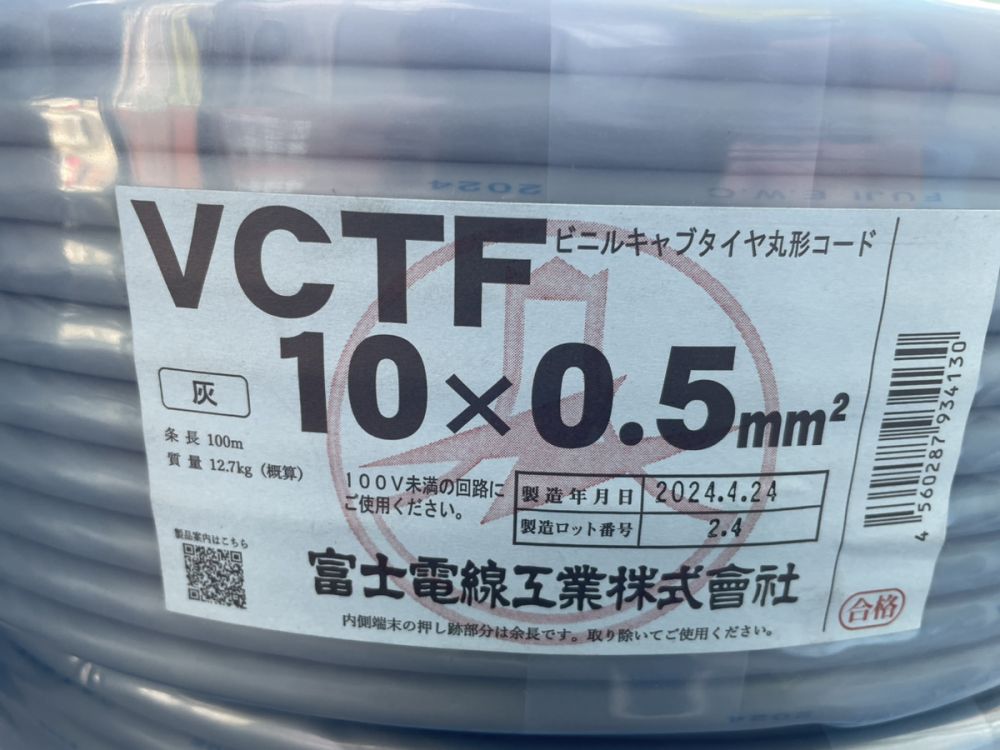 2024
FUJI E.W.C
VCTF
ビニルキャブタイヤ丸形コード
10×0.5mm²
灰
条長 100m
質量 12.7kg（概算）
100V未満の回路に
ご使用ください。
製造年月日 2024.4.24
製造ロット番号 2.4
製品案内はこちら
富士電線工業株式會社
内側端末の押し跡部分は余長です。取り除いてご使用ください。
4560287934130
合格
2024